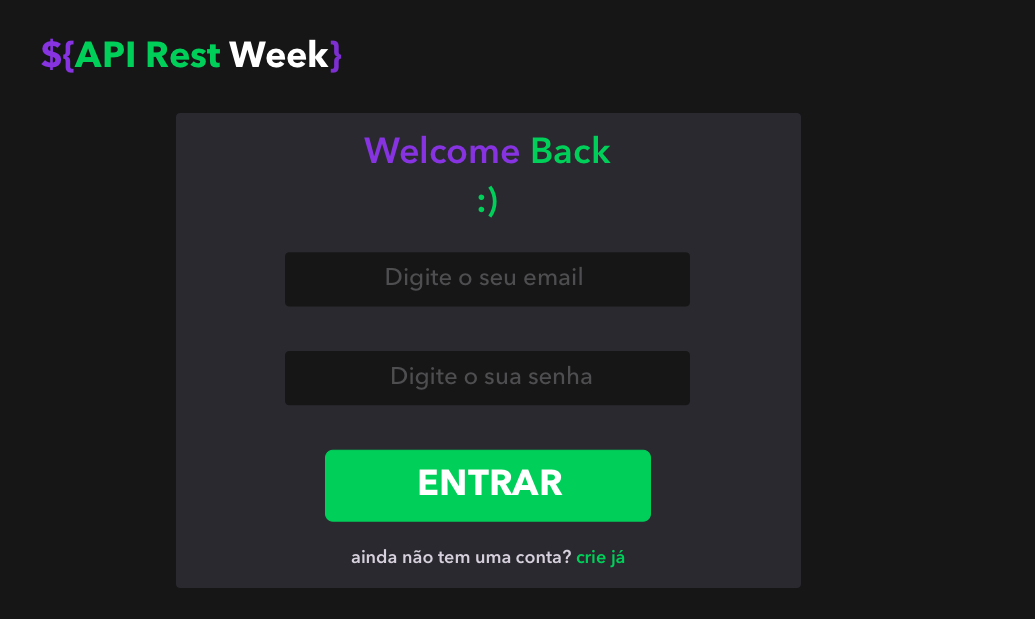 ${API Rest Week}
Welcome Back
:)
Digite o seu email
Digite o sua senha
ENTRAR
ainda não tem uma conta? crie já